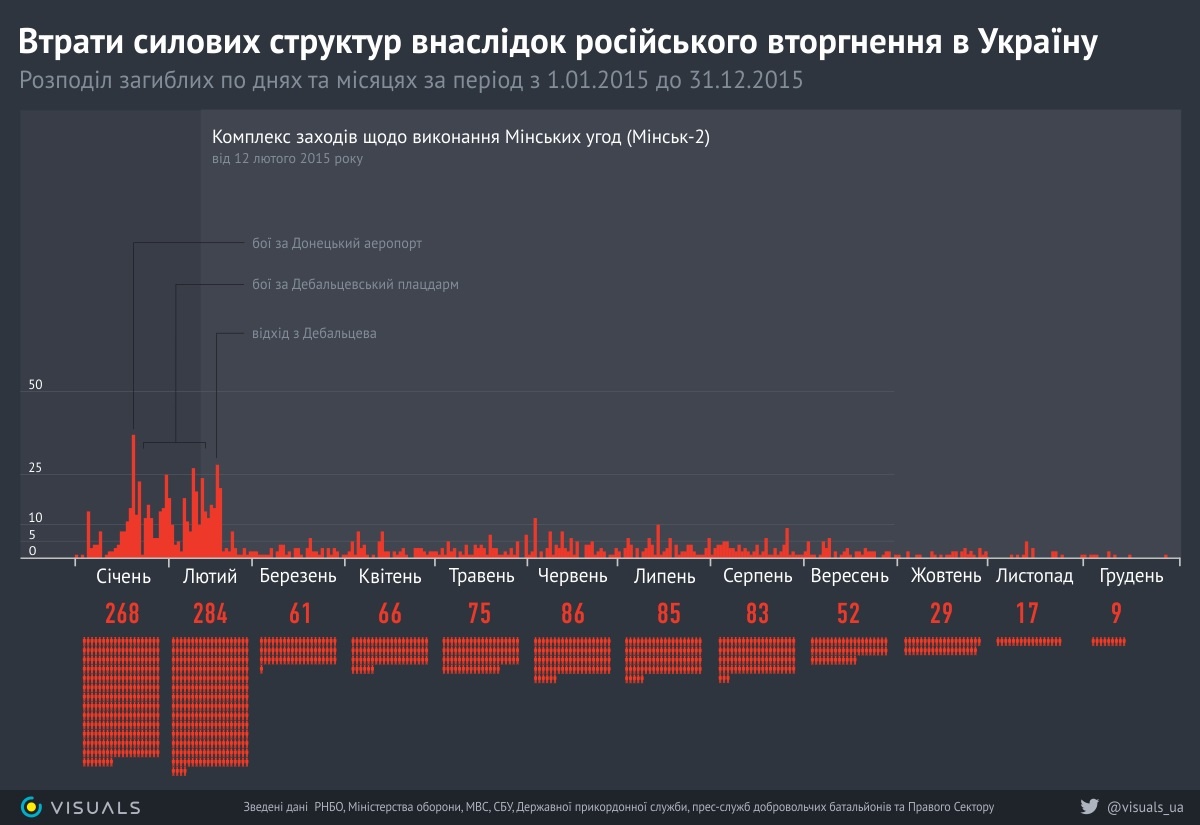 Втрати силових структур внаслідок російського вторгнення в Україну
Розподіл загиблих по днях та місяцях за період з 1.01.2015 до 31.12.2015
Комплекс заходів щодо виконання Мінських угод (Мінськ-2)
від 12 лютого 2015 року
бої за Донецький аеропорт
бої за Дебальцевський плацдарм
відхід з Дебальцева
50
25
10
5
0
Січень Лютий Березень Квітень Травень Червень Липень Серпень Вересень Жовтень Листопад Грудень
268 284 61 66 75 86 85 83 52 29 17 9
VISUALS
Зведені дані РНБО, Міністерства оборони, МВС, СБУ, Державної прикордонної служби, прес-служб добровольчих батальйонів та Правого Сектору
@visuals_ua